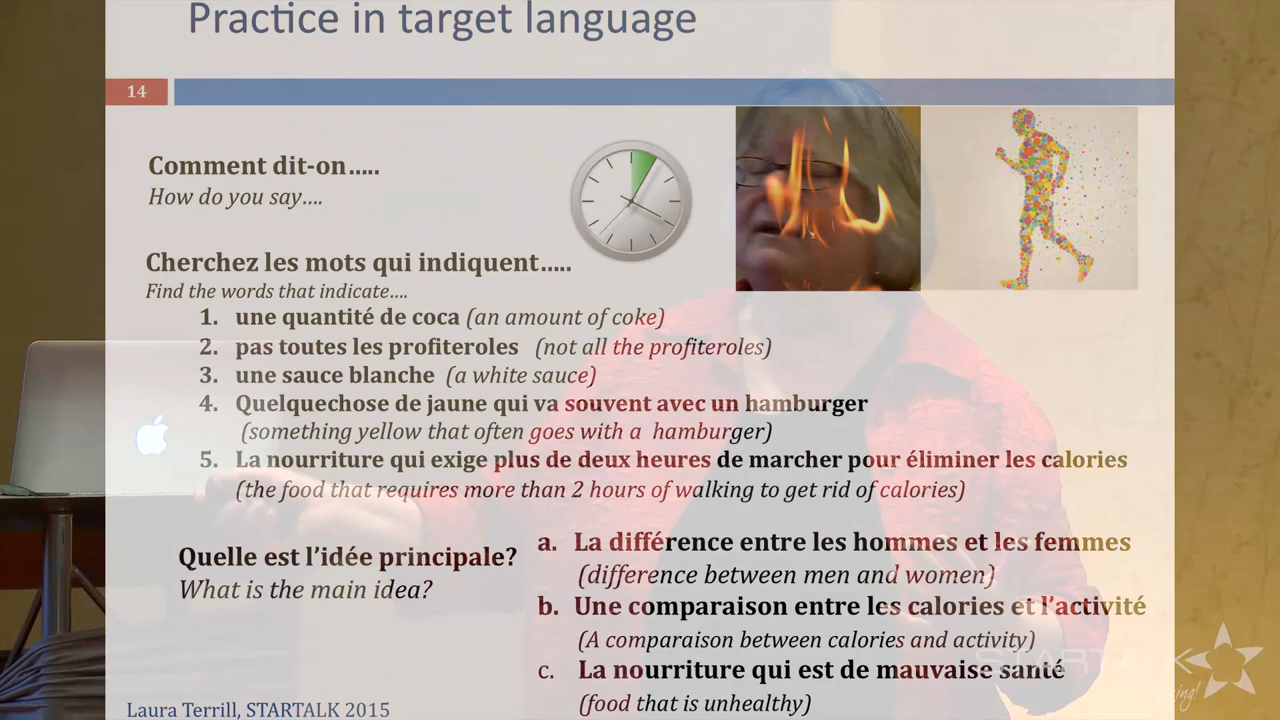 Practice in target language
14
Comment dit-on.....
How do you say....
Cherchez les mots qui indiquent.....
Find the words that indicate....
1. une quantité de coca (an amount of coke)
2. pas toutes les profiteroles (not all the profiteroles)
3. une sauce blanche (a white sauce)
4. Quelquechose de jaune qui va souvent avec un hamburger
(something yellow that often goes with a hamburger)
5. La nourriture qui exige plus de deux heures de marcher pour éliminer les calories
(the food that requires more than 2 hours of walking to get rid of calories)
Quelle est l'idée principale?
What is the main idea?
a. La différence entre les hommes et les femmes
(difference between men and women)
b. Une comparaison entre les calories et l'activité
(A comparaison between calories and activity)
c. La nourriture qui est de mauvaise santé
(food that is unhealthy)
STARTALK
Laura Terrill, STARTALK 2015